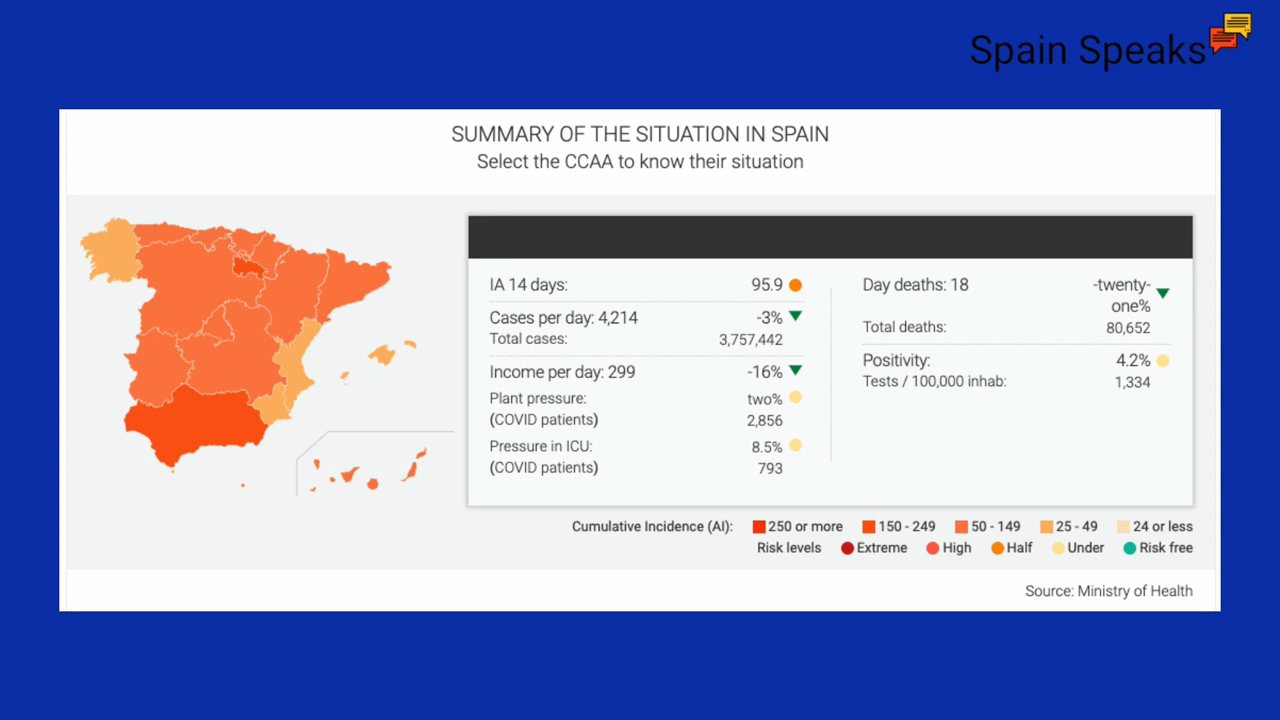 Spain Speaks
SUMMARY OF THE SITUATION IN SPAIN
Select the CCAA to know their situation
IA 14 days: 95.9
Cases per day: 4,214 -3%
Total cases: 3,757,442
Income per day: 299 -16%
Plant pressure: two%
(COVID patients) 2,856
Pressure in ICU: 8.5%
(COVID patients) 793
Day deaths: 18 -twenty-
one%
Total deaths: 80,652
Positivity: 4.2%
Tests / 100,000 inhab: 1,334
Cumulative Incidence (AI): 250 or more 150 - 249 50 - 149 25 - 49 24 or less
Risk levels Extreme High Half Under Risk free
Source: Ministry of Health